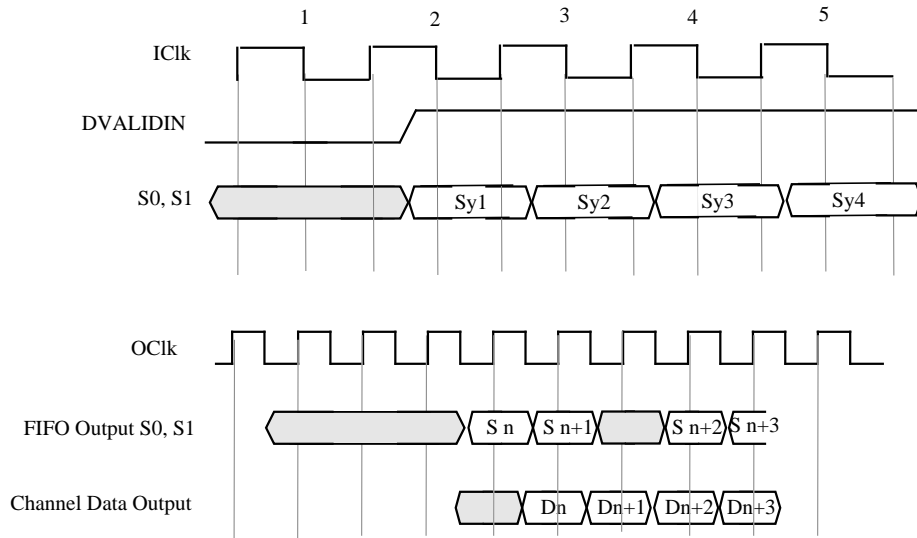 1 2 3 4 5
IClk
DVALIDIN
S0, S1 Sy1 Sy2 Sy3 Sy4
OClk
FIFO Output S0, S1 S n S n+1 S n+2 S n+3
Channel Data Output Dn Dn+1 Dn+2 Dn+3